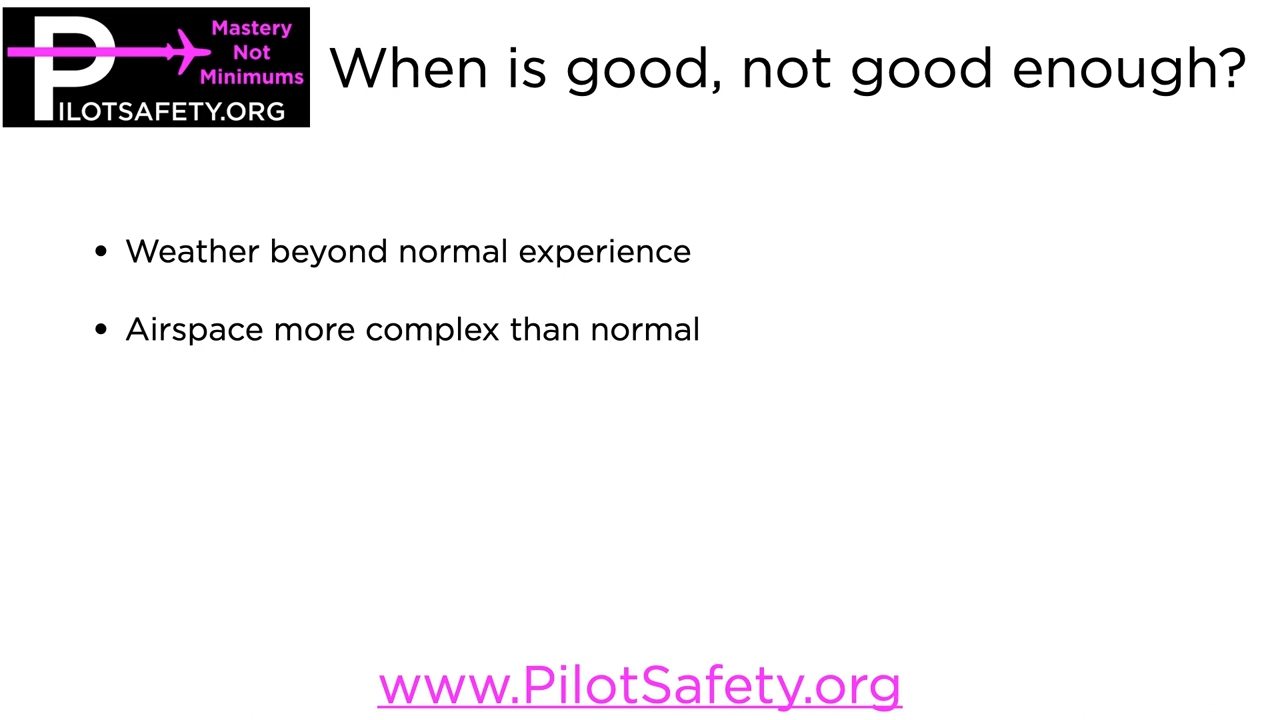 Mastery
Not
Minimums
PILOTSAFETY.ORG
When is good, not good enough?
• Weather beyond normal experience
• Airspace more complex than normal
www.PilotSafety.org